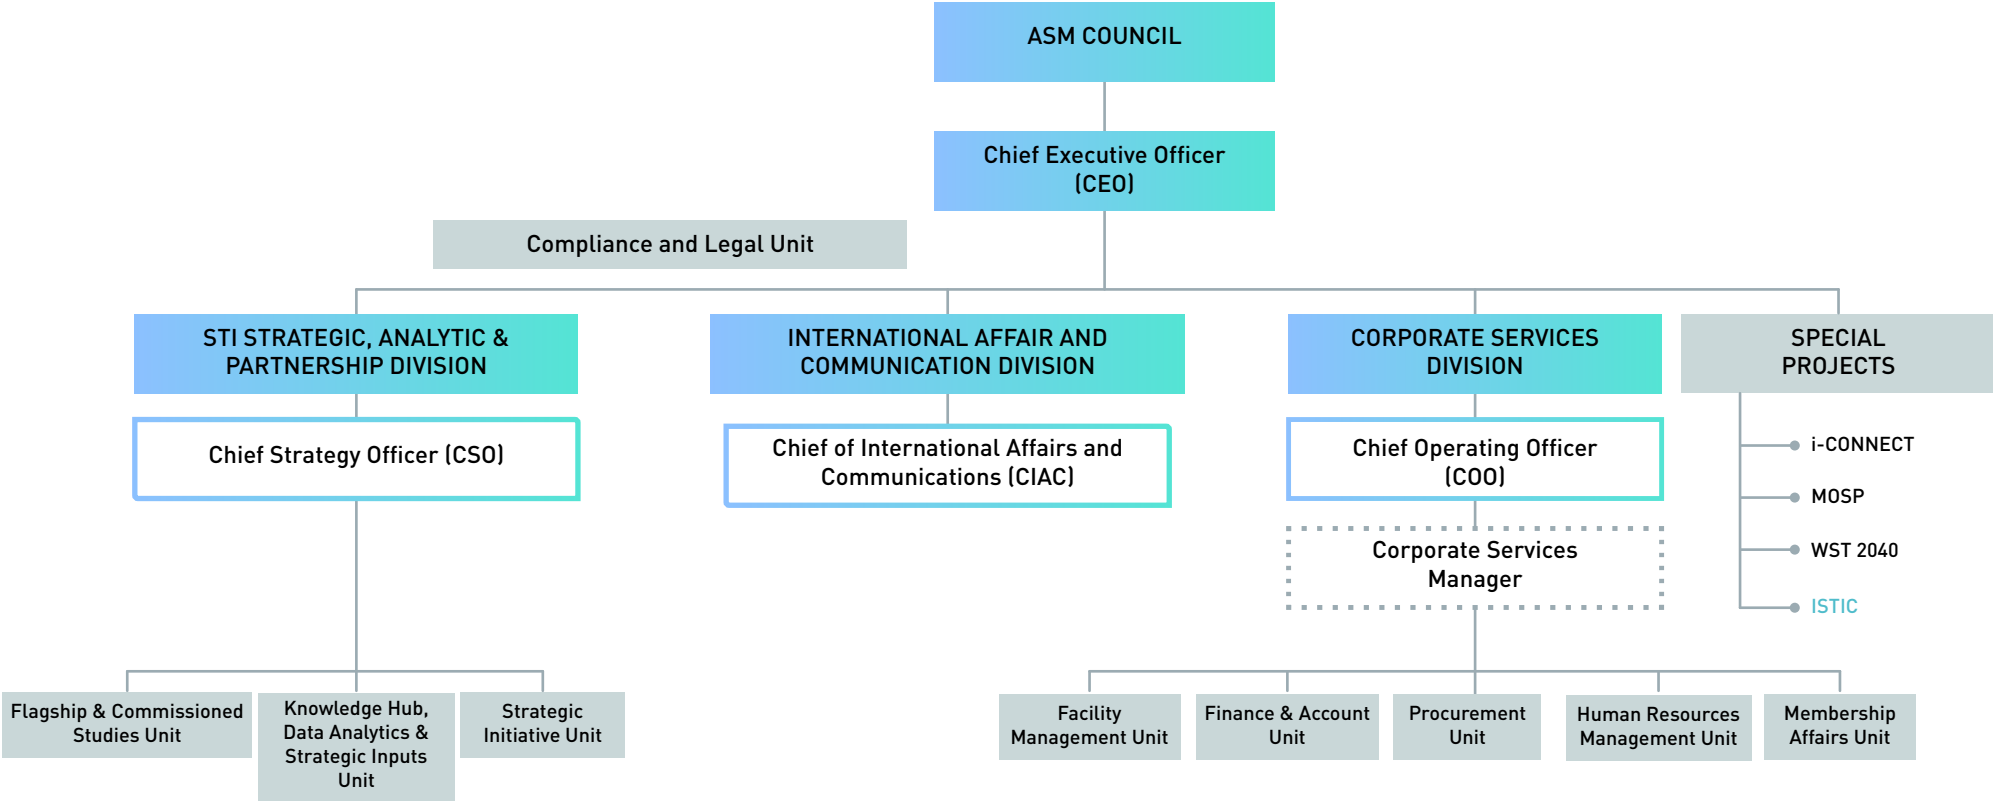 ASM COUNCIL
Chief Executive Officer
(CEO)
Compliance and Legal Unit
STI STRATEGIC, ANALYTIC &
PARTNERSHIP DIVISION
INTERNATIONAL AFFAIR AND
COMMUNICATION DIVISION
CORPORATE SERVICES
DIVISION
SPECIAL
PROJECTS
Chief Strategy Officer (CSO)
Chief of International Affairs and
Communications (CIAC)
Chief Operating Officer
(COO)
Corporate Services
Manager
i-CONNECT
MOSP
WST 2040
ISTIC
Flagship & Commissioned
Studies Unit
Knowledge Hub,
Data Analytics &
Strategic Inputs
Unit
Strategic
Initiative Unit
Facility
Management Unit
Finance & Account
Unit
Procurement
Unit
Human Resources
Management Unit
Membership
Affairs Unit